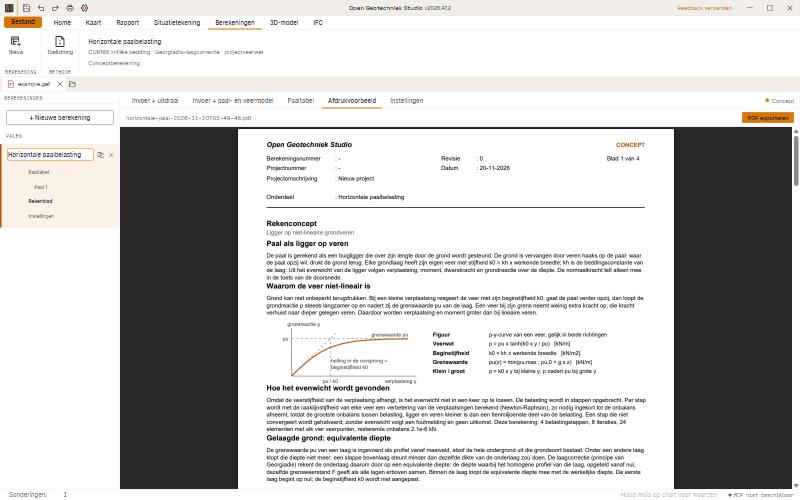 Open Geotechniek Studio v2026.47.2
Feedback verzenden
Bestand Home Kaart Rapport Situatietekening Berekeningen 3D-model IFC
Nieuw
Toelichting
BEREKENING
METHODE
Horizontale paalbelasting
CUR166 initiële bedding · Georgiadis-laagcorrectie · projectverwer
Conceptberekening
example.gef
BEREKENINGEN
+ Nieuwe berekening
PALEN
Horizontale paalbelasting
Paaltabel
Paal 1
Rekenblad
Instellingen
Invoer + uitdraai Invoer + paal- en veermodel Paaltabel Afdrukvoorbeeld Instellingen
Concept
horizontale-paal-2026-11-20T03-49-48.pdf
PDF exporteren
Open Geotechniek Studio
CONCEPT
Berekeningsnummer : - Revisie : 0 Blad 1 van 4
Projectnummer : - Datum : 20-11-2026
Projectomschrijving : Nieuw project
Onderdeel : Horizontale paalbelasting
Rekenconcept
Ligger op niet-lineaire grondveren
Paal als ligger op veren
De paal is gerekend als een buigligger die over zijn lengte door de grond wordt gesteund. De grond is vervangen door veren haaks op de paal: waar
de paal opzij wil, drukt de grond terug. Elke grondlaag heeft zijn eigen veer met stijfheid k0 = kh x werkende breedte; kh is de beddingsconstante van
de laag. Uit het evenwicht van de ligger volgen verplaatsing, moment, dwarskracht en grondreactie over de diepte. De normaalkracht telt alleen mee
in de toets van de doorsnede.
Waarom de veer niet-lineair is
Grond kan niet onbeperkt terugdrukken. Bij een kleine verplaatsing reageert de veer met zijn beginstijfheid k0; gaat de paal verder opzij, dan loopt de
grondreactie p steeds langzamer op en nadert zij de grenswaarde pu van de laag. Een veer bij zijn grens neemt weinig extra kracht op; die kracht
verhuist naar dieper gelegen veren. Daardoor worden verplaatsing en moment groter dan bij lineaire veren.
grondreactie p
grenswaarde pu
pu
helling in de oorsprong =
beginstijfheid k0
pu / k0
verplaatsing y
Figuur p-y-curve van een veer, gelijk in beide richtingen
Veerwet p = pu x tanh(k0 x y / pu) [kN/m]
Beginstijfheid k0 = kh x werkende breedte [kN/m2]
Grenswaarde pu(z) = min(pu,max ; pu,0 + g x z) [kN/m]
Klein / groot p = k0 x y bij kleine y; p nadert pu bij grote y
Hoe het evenwicht wordt gevonden
Omdat de veerstijfheid van de verplaatsing afhangt, is het evenwicht niet in een keer op te lossen. De belasting wordt in stappen opgebracht. Per stap
wordt met de raaklijnstijfheid van elke veer een verbetering van de verplaatsingen berekend (Newton-Raphson), zo nodig ingekort tot de onbalans
afneemt, totdat de grootste onbalans tussen belasting, ligger en veren kleiner is dan een tienmiljoenste deel van de belasting. Een stap die niet
convergeert wordt gehalveerd; zonder evenwicht volgt een foutmelding en geen uitkomst. Deze berekening: 4 belastingstappen, 8 iteraties, 24
elementen met elk vier veerpunten, resterende onbalans 2.1e-6 kN.
Gelaagde grond: equivalente diepte
De grenswaarde pu van een laag is ingevoerd als profiel vanaf maaiveld, alsof de hele ondergrond uit die grondsoort bestaat. Onder een andere laag
klopt die diepte niet meer: een slappe bovenlaag steunt minder dan dezelfde dikte van de onderlaag zou doen. De laagcorrectie (principe van
Georgiadis) rekent de onderlaag daarom door op een equivalente diepte: de diepte waarbij het homogene profiel van die laag, opgeteld vanaf nul,
dezelfde grensweerstand F geeft als alle lagen erboven samen. Binnen de laag loopt de equivalente diepte mee met de werkelijke diepte. De eerste
laag begint op nul; de beginstijfheid k0 wordt niet aangepast.
Sonderingen: 1
Houd muis op chart voor waarden
MCP niet beschikbaar